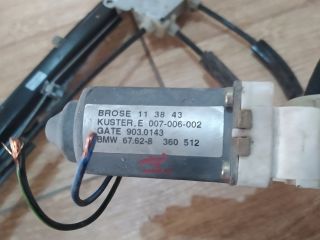 BROSE 11 38 43
KUSTER.E 007-006-002
GATE 903.0143
BMW 67.62-8 360 512